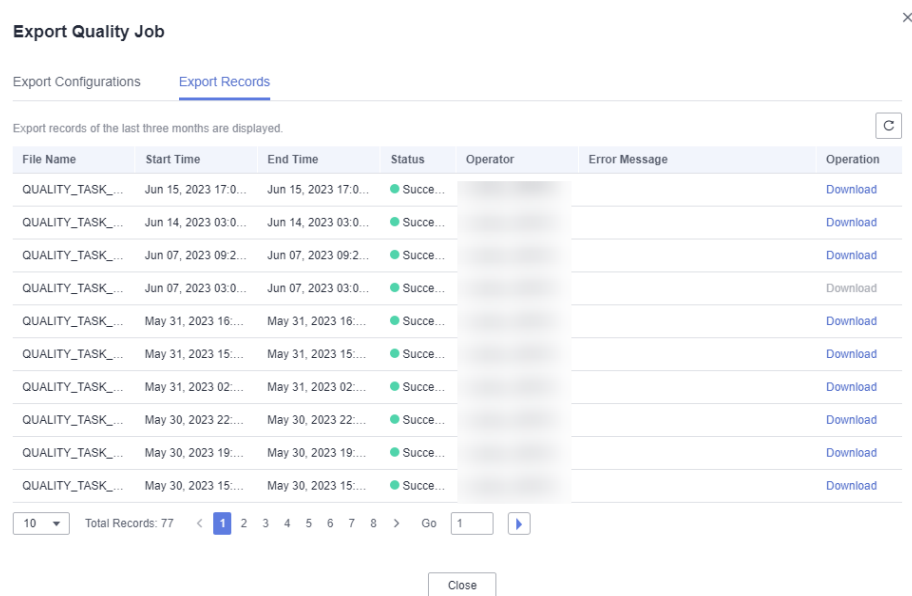 Export Quality Job
Export Configurations Export Records
Export records of the last three months are displayed.
File Name Start Time End Time Status Operator Error Message Operation
QUALITY_TASK_... Jun 15, 2023 17:0... Jun 15, 2023 17:0... Succe... Download
QUALITY_TASK_... Jun 14, 2023 03:0... Jun 14, 2023 03:0... Succe... Download
QUALITY_TASK_... Jun 07, 2023 09:2... Jun 07, 2023 09:2... Succe... Download
QUALITY_TASK_... Jun 07, 2023 03:0... Jun 07, 2023 03:0... Succe... Download
QUALITY_TASK_... May 31, 2023 16:... May 31, 2023 16:... Succe... Download
QUALITY_TASK_... May 31, 2023 15:... May 31, 2023 15:... Succe... Download
QUALITY_TASK_... May 31, 2023 02:... May 31, 2023 02:... Succe... Download
QUALITY_TASK_... May 30, 2023 22:... May 30, 2023 22:... Succe... Download
QUALITY_TASK_... May 30, 2023 19:... May 30, 2023 19:... Succe... Download
QUALITY_TASK_... May 30, 2023 15:... May 30, 2023 15:... Succe... Download
10 Total Records: 77 < 1 2 3 4 5 6 7 8 > Go 1
Close